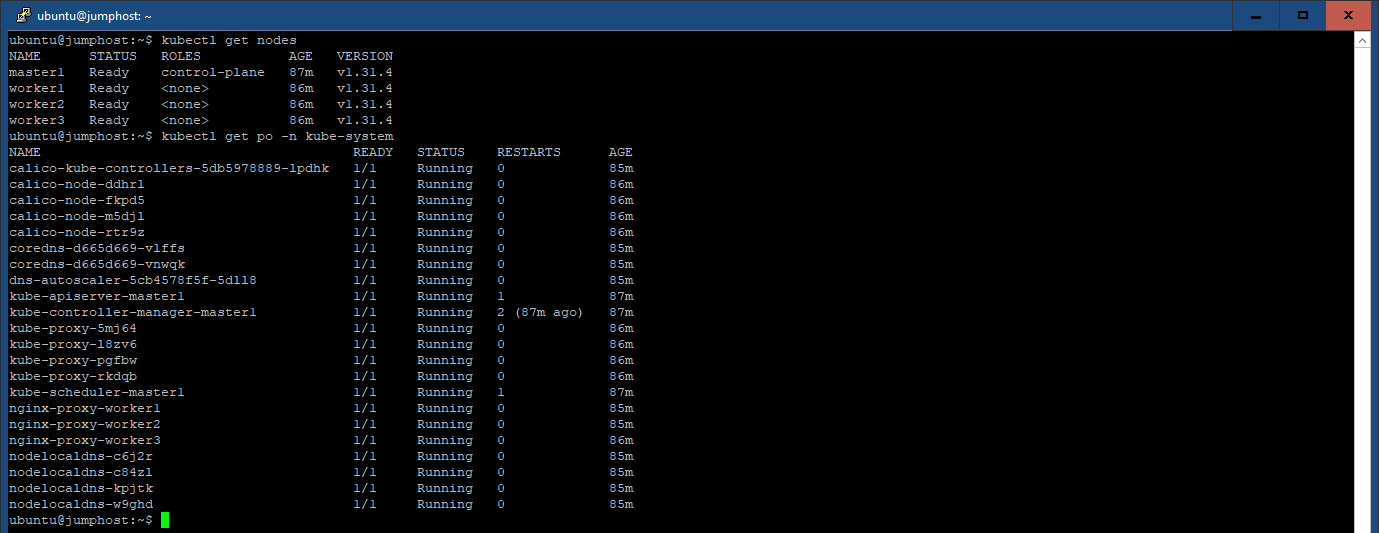 ubuntu@jumphost: ~
ubuntu@jumphost:~$ kubectl get nodes
NAME      STATUS   ROLES           AGE   VERSION
master1   Ready    control-plane   87m   v1.31.4
worker1   Ready    <none>          86m   v1.31.4
worker2   Ready    <none>          86m   v1.31.4
worker3   Ready    <none>          86m   v1.31.4
ubuntu@jumphost:~$ kubectl get po -n kube-system
NAME                                       READY   STATUS    RESTARTS      AGE
calico-kube-controllers-5db5978889-lpdhk   1/1     Running   0             85m
calico-node-ddhrl                          1/1     Running   0             86m
calico-node-fkpd5                          1/1     Running   0             86m
calico-node-m5djl                          1/1     Running   0             86m
calico-node-rtr9z                          1/1     Running   0             86m
coredns-d665d669-vlffs                     1/1     Running   0             85m
coredns-d665d669-vnwqk                     1/1     Running   0             85m
dns-autoscaler-5cb4578f5f-5dll8            1/1     Running   0             85m
kube-apiserver-master1                     1/1     Running   1             87m
kube-controller-manager-master1            1/1     Running   2 (87m ago)   87m
kube-proxy-5mj64                           1/1     Running   0             86m
kube-proxy-l8zv6                           1/1     Running   0             86m
kube-proxy-pgfbw                           1/1     Running   0             86m
kube-proxy-rkdqb                           1/1     Running   0             86m
kube-scheduler-master1                     1/1     Running   1             87m
nginx-proxy-worker1                        1/1     Running   0             85m
nginx-proxy-worker2                        1/1     Running   0             85m
nginx-proxy-worker3                        1/1     Running   0             86m
nodelocaldns-c6j2r                         1/1     Running   0             85m
nodelocaldns-c84zl                         1/1     Running   0             85m
nodelocaldns-kpjtk                         1/1     Running   0             85m
nodelocaldns-w9ghd                         1/1     Running   0             85m
ubuntu@jumphost:~$